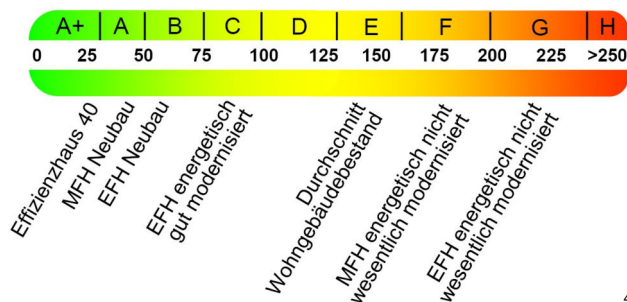 A+ A B C D E F G H
0 25 50 75 100 125 150 175 200 225 >250
Effizienzhaus 40
MFH Neubau
EFH Neubau
EFH energetisch
gut modernisiert
Durchschnitt
Wohngebäudebestand
MFH energetisch nicht
wesentlich modernisiert
EFH energetisch nicht
wesentlich modernisiert